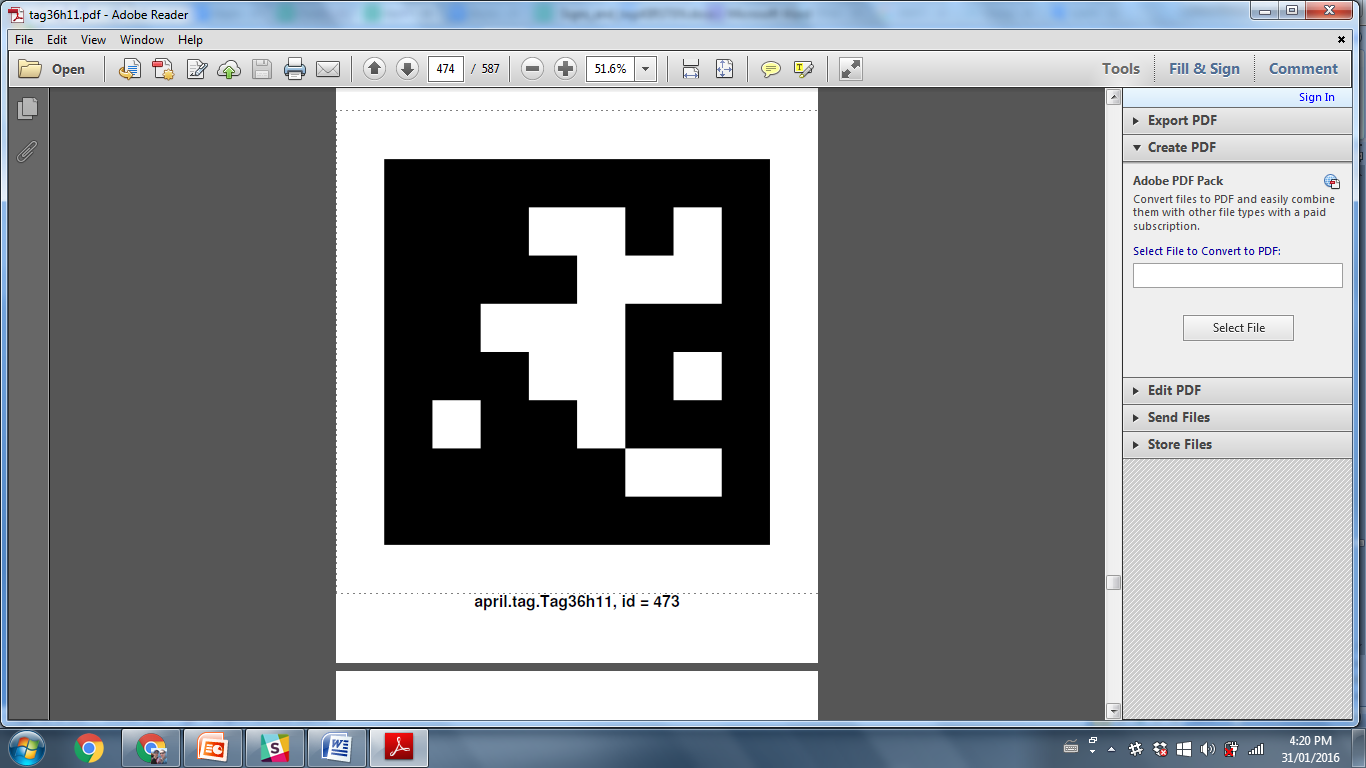 tag36h11.pdf - Adobe Reader
File Edit View Window Help
Open 474 / 587 51.6% Tools Fill & Sign Comment
Sign In
Export PDF
Create PDF
Adobe PDF Pack
Convert files to PDF and easily combine
them with other file types with a paid
subscription.
Select File to Convert to PDF:
Select File
Edit PDF
Send Files
Store Files
april.tag.Tag36h11, id = 473
4:20 PM
31/01/2016